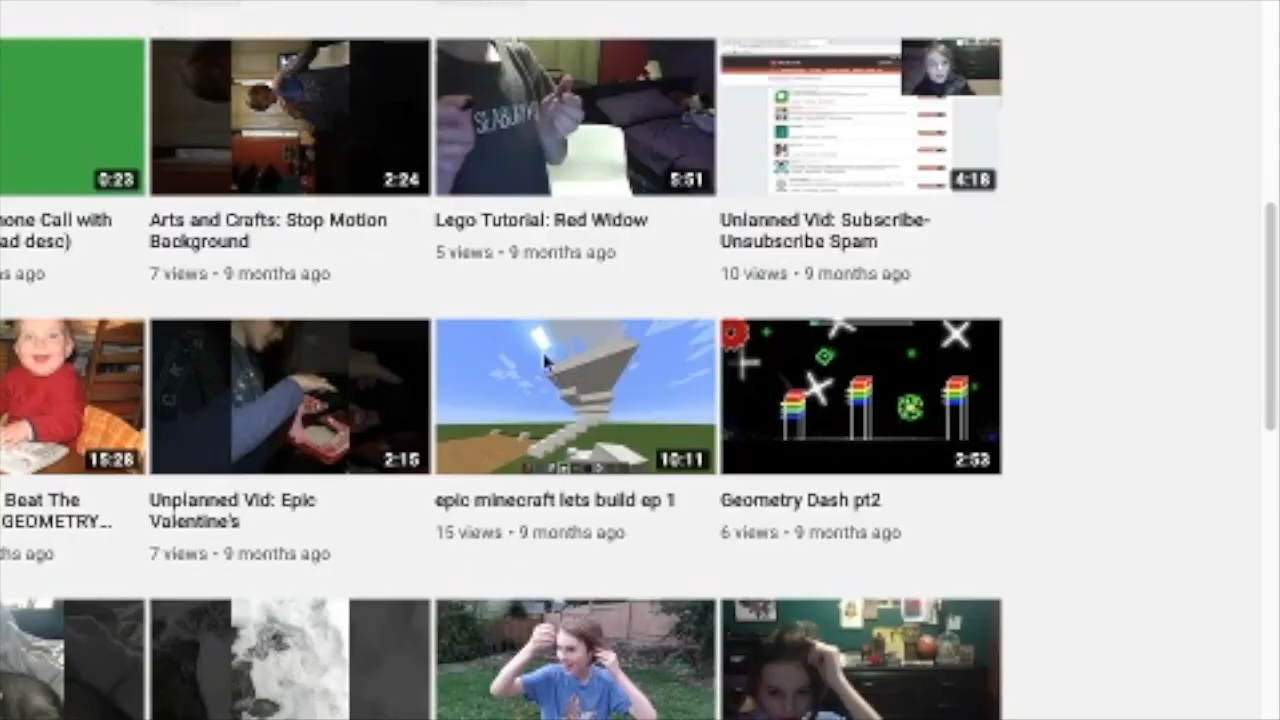 0:23
2:24
SEABURY
5:51
4:18
hone Call with
ad desc)
hs ago
Arts and Crafts: Stop Motion
Background
7 views • 9 months ago
Lego Tutorial: Red Widow
5 views • 9 months ago
Unlanned Vid: Subscribe-
Unsubscribe Spam
10 views • 9 months ago
15:28
2:15
10:11
2:53
Beat The
GEOMETRY...
ths ago
Unplanned Vid: Epic
Valentine's
7 views • 9 months ago
epic minecraft lets build ep 1
15 views • 9 months ago
Geometry Dash pt2
6 views • 9 months ago